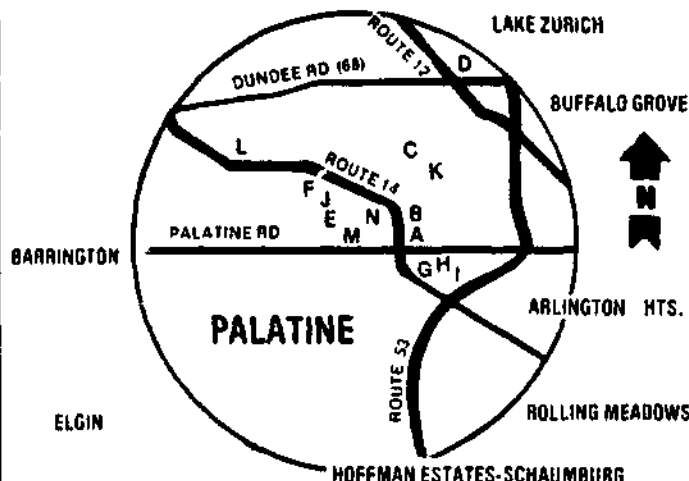 LAKE ZURICH
ROUTE 12
D
DUNDEE RD (68)
BUFFALO GROVE
L
C
K
ROUTE 14
F
J
E
N
B
N
M
A
PALATINE RD
BARRINGTON
G
H
I
ARLINGTON HTS.
PALATINE
ROUTE 53
ELGIN
ROLLING MEADOWS
HOFFMAN ESTATES-SCHAUMBURG